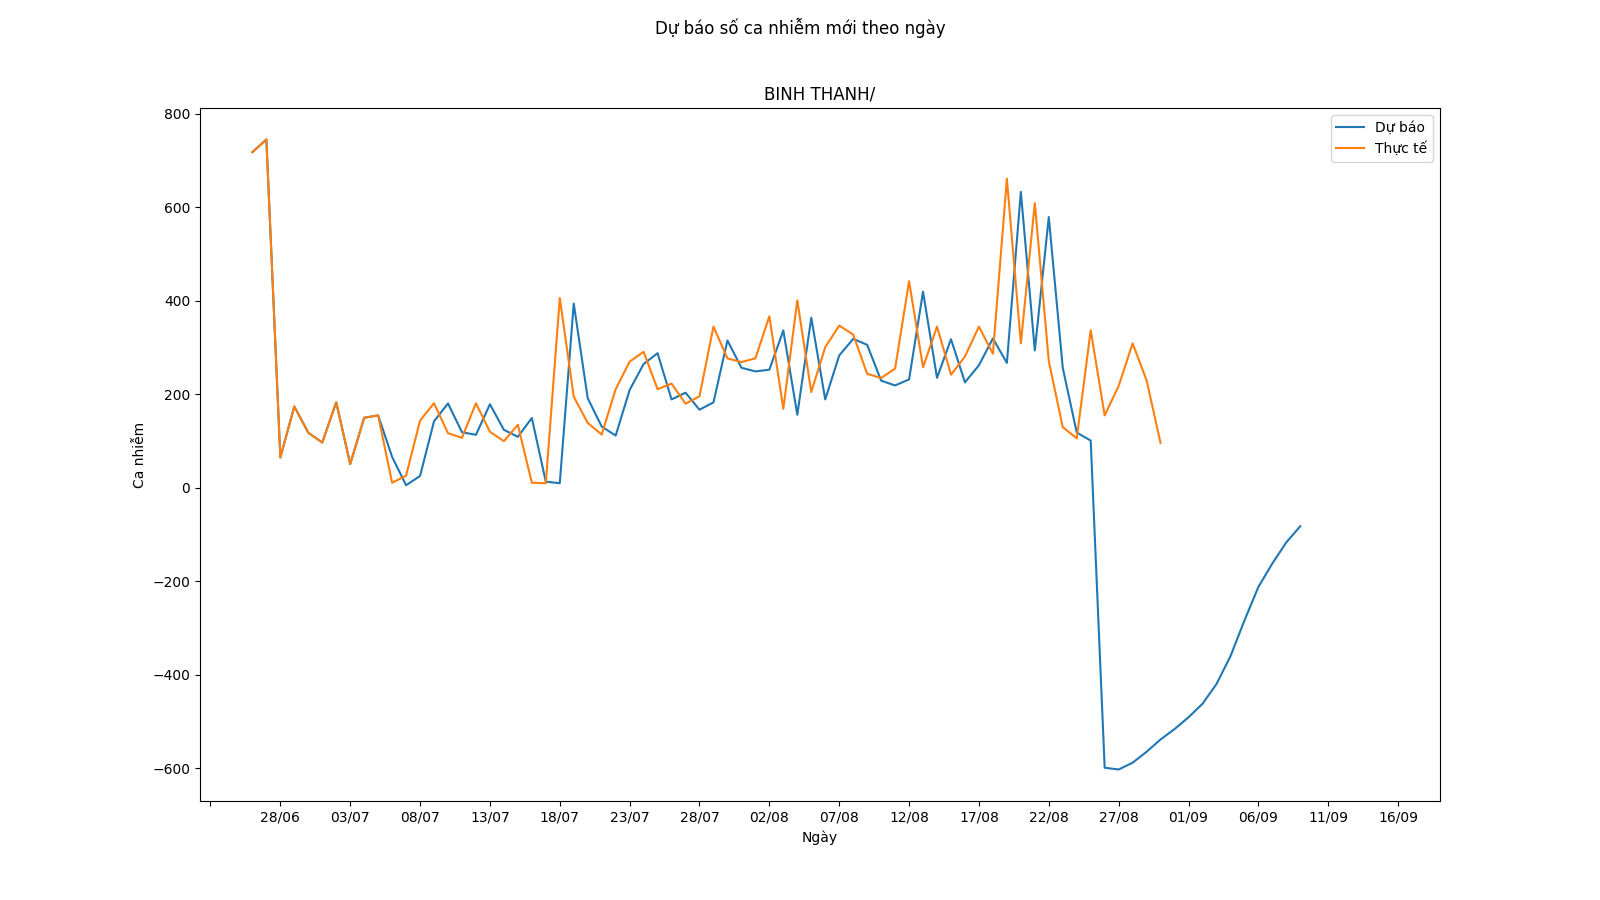 Dự báo số ca nhiễm mới theo ngày
BINH THANH/
Dự báo
Thực tế
800
600
400
200
0
−200
−400
−600
Ca nhiễm
28/06 03/07 08/07 13/07 18/07 23/07 28/07 02/08 07/08 12/08 17/08 22/08 27/08 01/09 06/09 11/09 16/09
Ngày